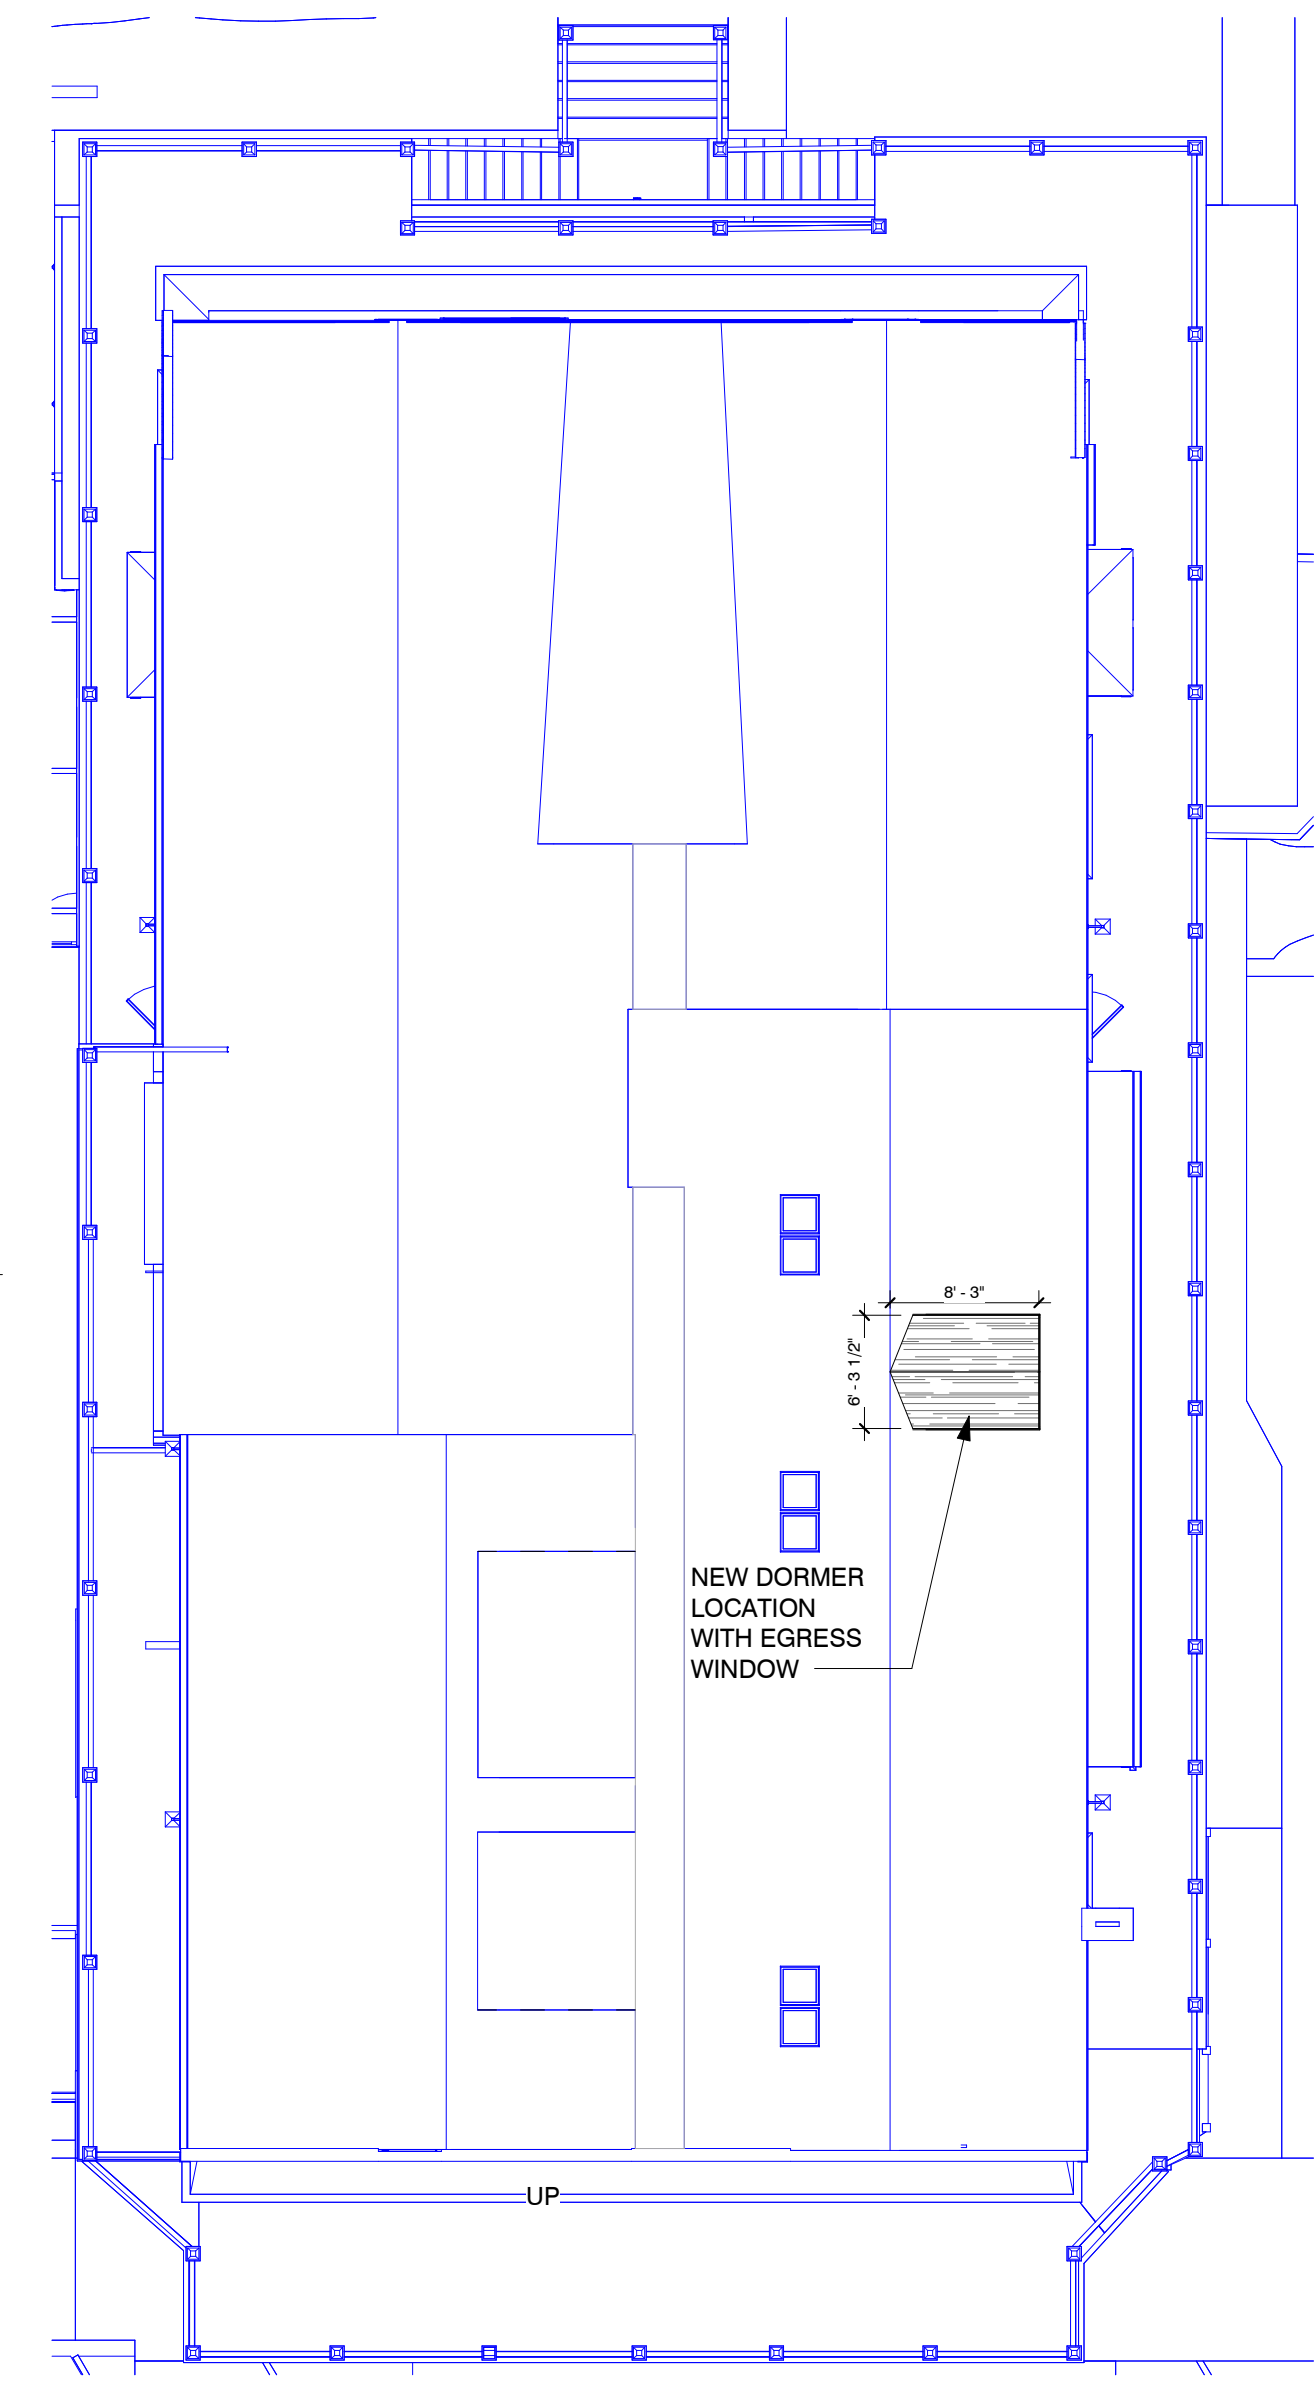 8' - 3"
6' - 3 1/2"
NEW DORMER
LOCATION
WITH EGRESS
WINDOW
UP